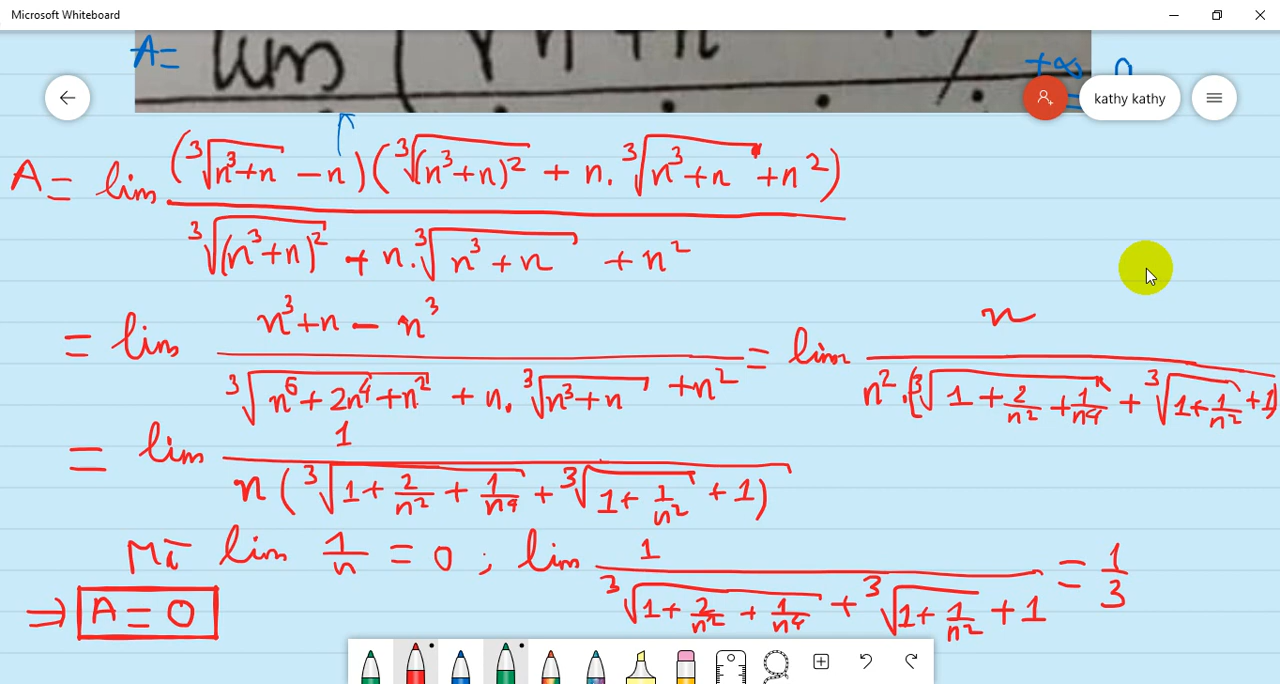 Microsoft Whiteboard
A= lim (√n + n
+∞
kathy kathy
A = lim (∛(n³+n) - n)(∛(n³+n)² + n.∛(n³+n) + n²)
∛(n³+n)² + n.∛(n³+n) + n²
= lim (n³+n - n³) / (∛(n⁶+2n⁴+n²) + n.∛(n³+n) + n²) = lim n / (n².(∛(1+2/n²+1/n⁴) + ∛(1+1/n²) + 1)
= lim 1 / (n(∛(1+2/n²+1/n⁴) + ∛(1+1/n²) + 1))
Mà lim 1/n = 0 ; lim 1 / (∛(1+2/n²+1/n⁴) + ∛(1+1/n²) + 1) = 1/3
⇒ A = 0